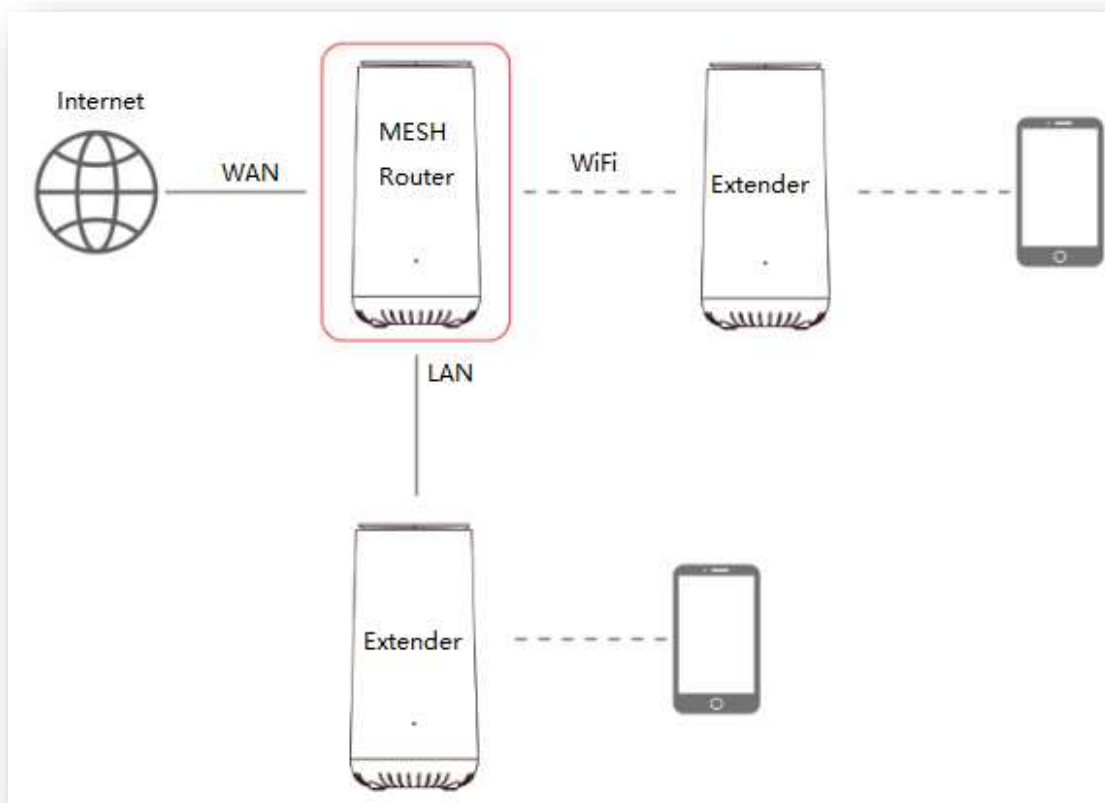 Internet
WAN
MESH
Router
WiFi
Extender
LAN
Extender